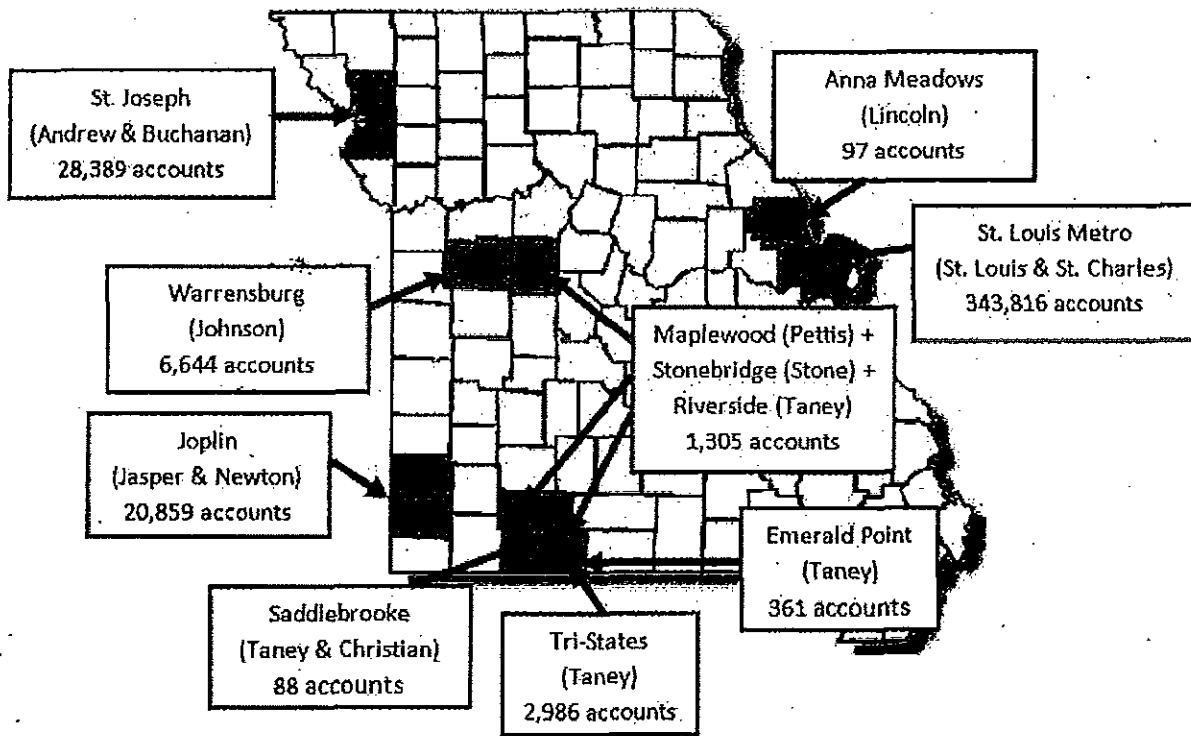 St. Joseph
(Andrew & Buchanan)
28,389 accounts
Anna Meadows
(Lincoln)
97 accounts
St. Louis Metro
(St. Louis & St. Charles)
343,816 accounts
Warrensburg
(Johnson)
6,644 accounts
Maplewood (Pettis) +
Stonebridge (Stone) +
Riverside (Taney)
1,305 accounts
Joplin
(Jasper & Newton)
20,859 accounts
Emerald Point
(Taney)
361 accounts
Saddlebrooke
(Taney & Christian)
88 accounts
Tri-States
(Taney)
2,986 accounts